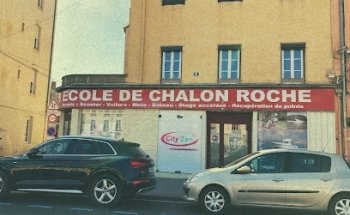 ECOLE DE CHALON ROCHE
Permis : Scooter - Voiture - Moto - Bateau - Stage accéléré - Récupération de points
CityZen